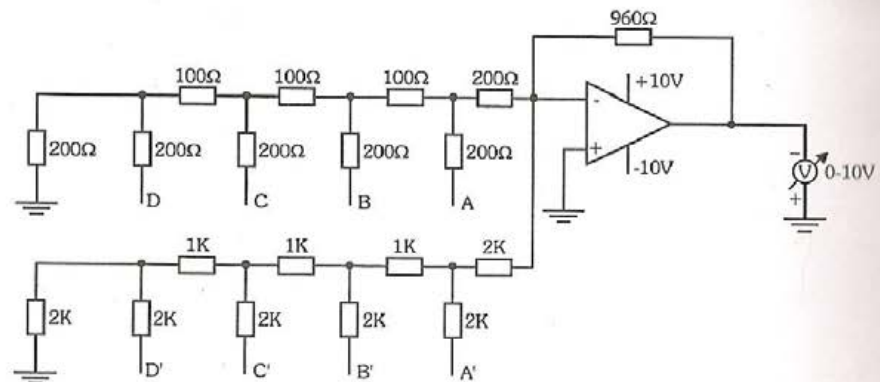 960Ω
100Ω 100Ω 100Ω 200Ω
+10V
-
200Ω 200Ω 200Ω 200Ω 200Ω
+
-10V
-
V 0-10V
+
D C B A
1K 1K 1K 2K
2K 2K 2K 2K 2K
D' C' B' A'